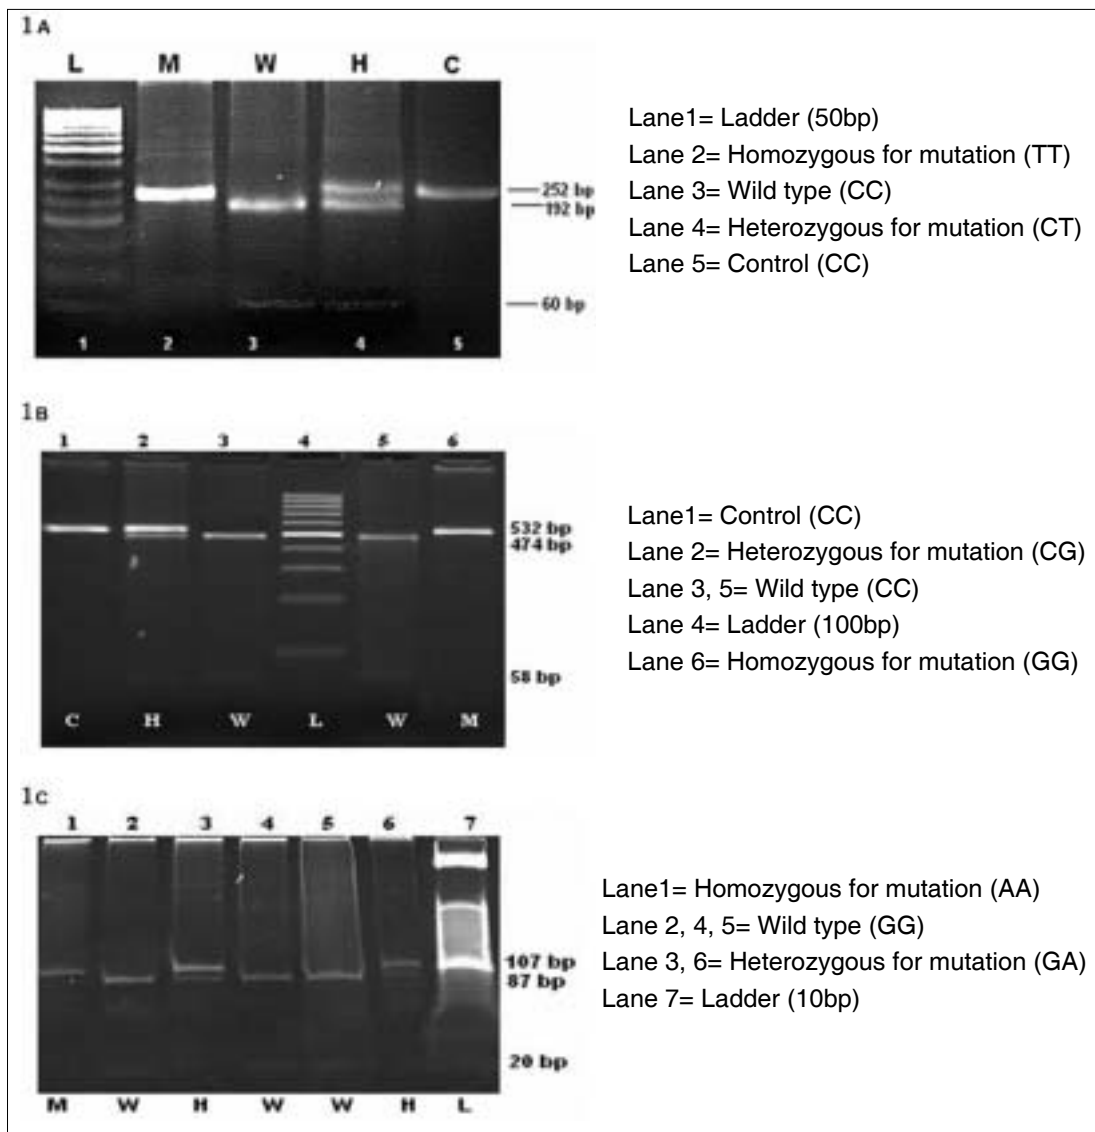 1A
L M W H C
252 bp
192 bp
60 bp
1 2 3 4 5
Lane1= Ladder (50bp)
Lane 2= Homozygous for mutation (TT)
Lane 3= Wild type (CC)
Lane 4= Heterozygous for mutation (CT)
Lane 5= Control (CC)
1B
1 2 3 4 5 6
532 bp
474 bp
58 bp
C H W L W M
Lane1= Control (CC)
Lane 2= Heterozygous for mutation (CG)
Lane 3, 5= Wild type (CC)
Lane 4= Ladder (100bp)
Lane 6= Homozygous for mutation (GG)
1C
1 2 3 4 5 6 7
107 bp
87 bp
20 bp
M W H W W H L
Lane1= Homozygous for mutation (AA)
Lane 2, 4, 5= Wild type (GG)
Lane 3, 6= Heterozygous for mutation (GA)
Lane 7= Ladder (10bp)